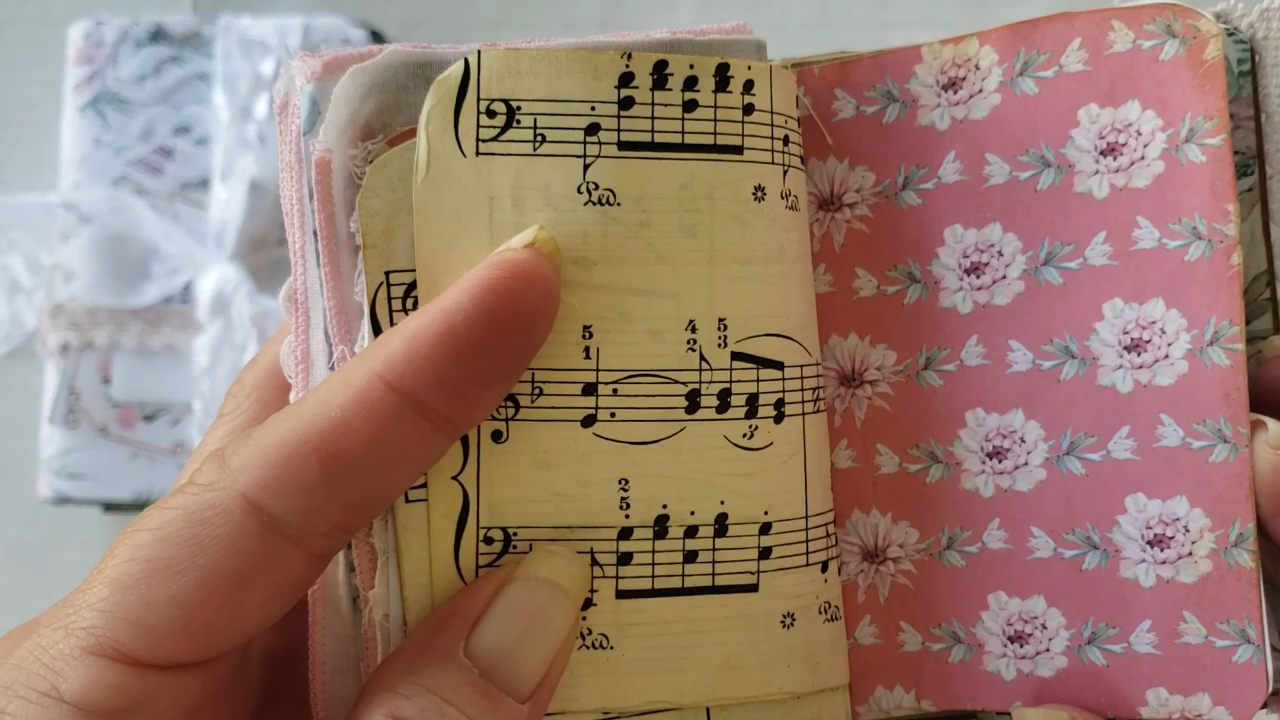 Ped. Ped.
5 4 5
1 2 3
3
2
5
Ped. Ped.